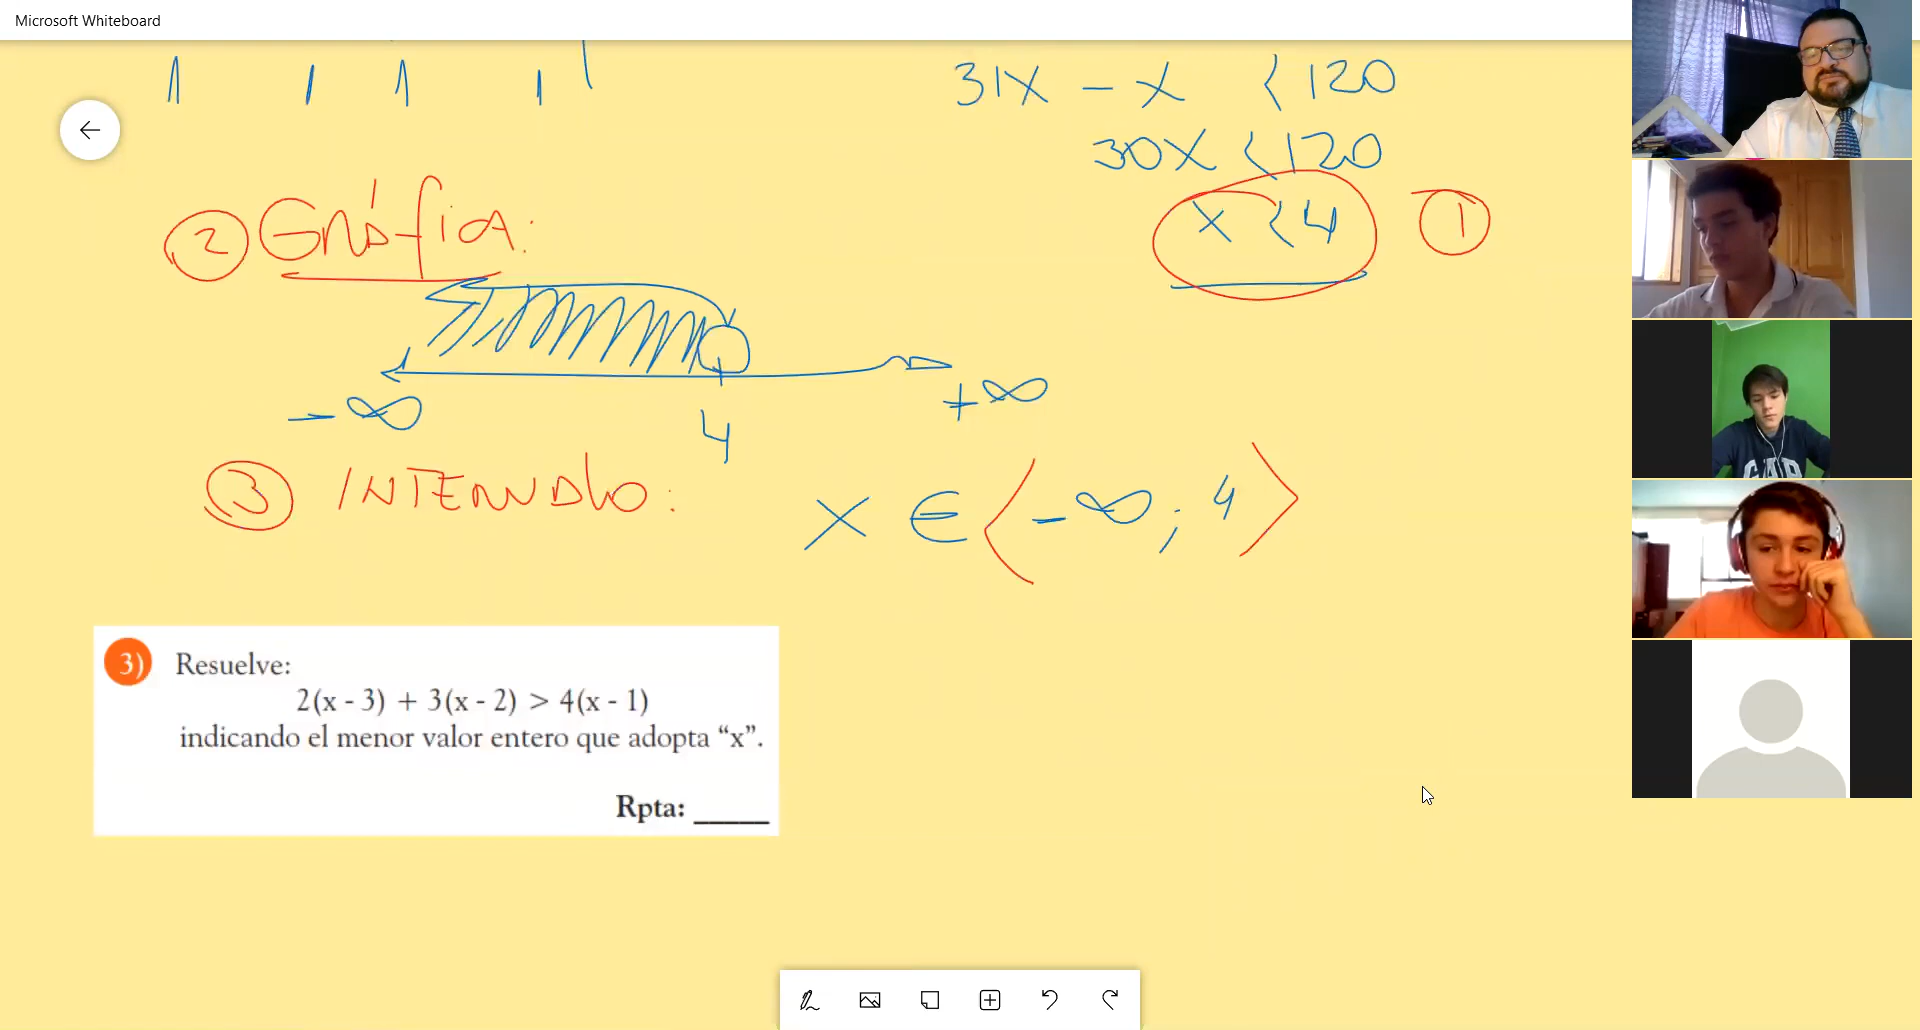 Microsoft Whiteboard
31x - x < 120
30x < 120
x < 4 1
2 Gráfica:
- ∞ 4 + ∞
3 INTERVALO:
x ∈ < - ∞ ; 4 >
3) Resuelve:
2(x - 3) + 3(x - 2) > 4(x - 1)
indicando el menor valor entero que adopta “x”.
Rpta: _____
GAP